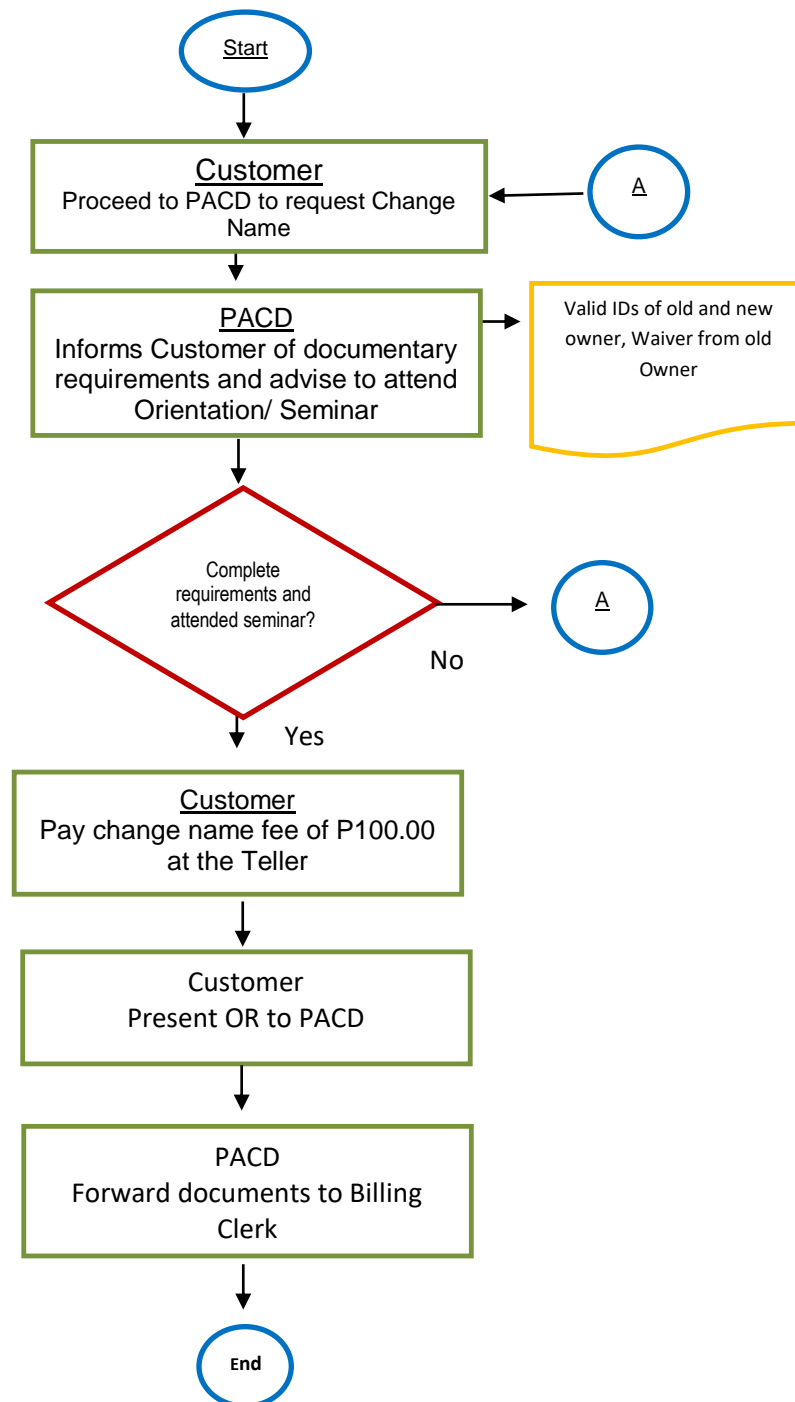 Start
Customer
Proceed to PACD to request Change
Name
A
PACD
Informs Customer of documentary
requirements and advise to attend
Orientation/ Seminar
Valid IDs of old and new
owner, Waiver from old
Owner
Complete
requirements and
attended seminar?
A
No
Yes
Customer
Pay change name fee of P100.00
at the Teller
Customer
Present OR to PACD
PACD
Forward documents to Billing
Clerk
End